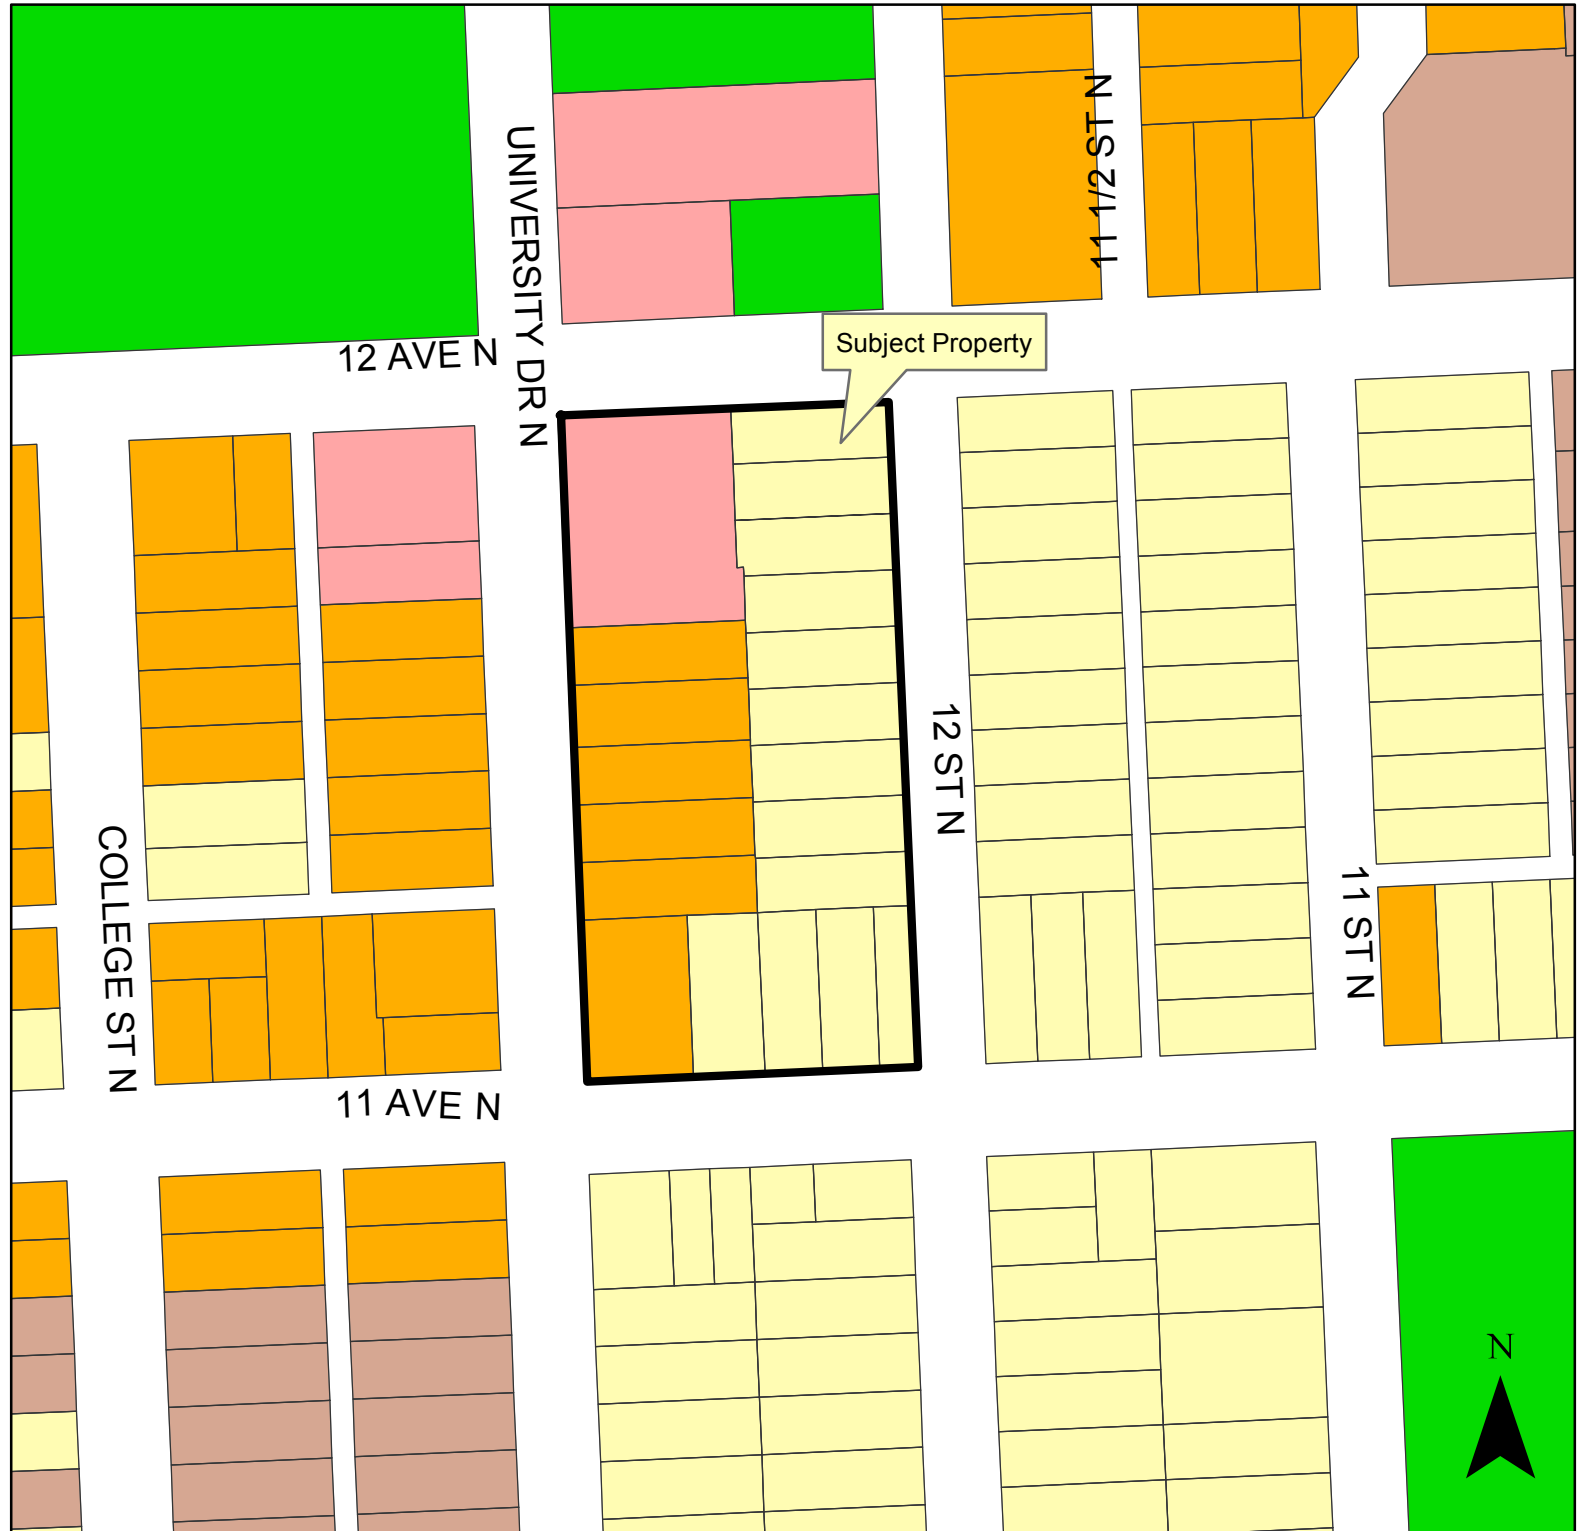 UNIVERSITY DR N
11 1/2 ST N
12 AVE N
Subject Property
12 ST N
COLLEGE ST N
11 ST N
11 AVE N
N